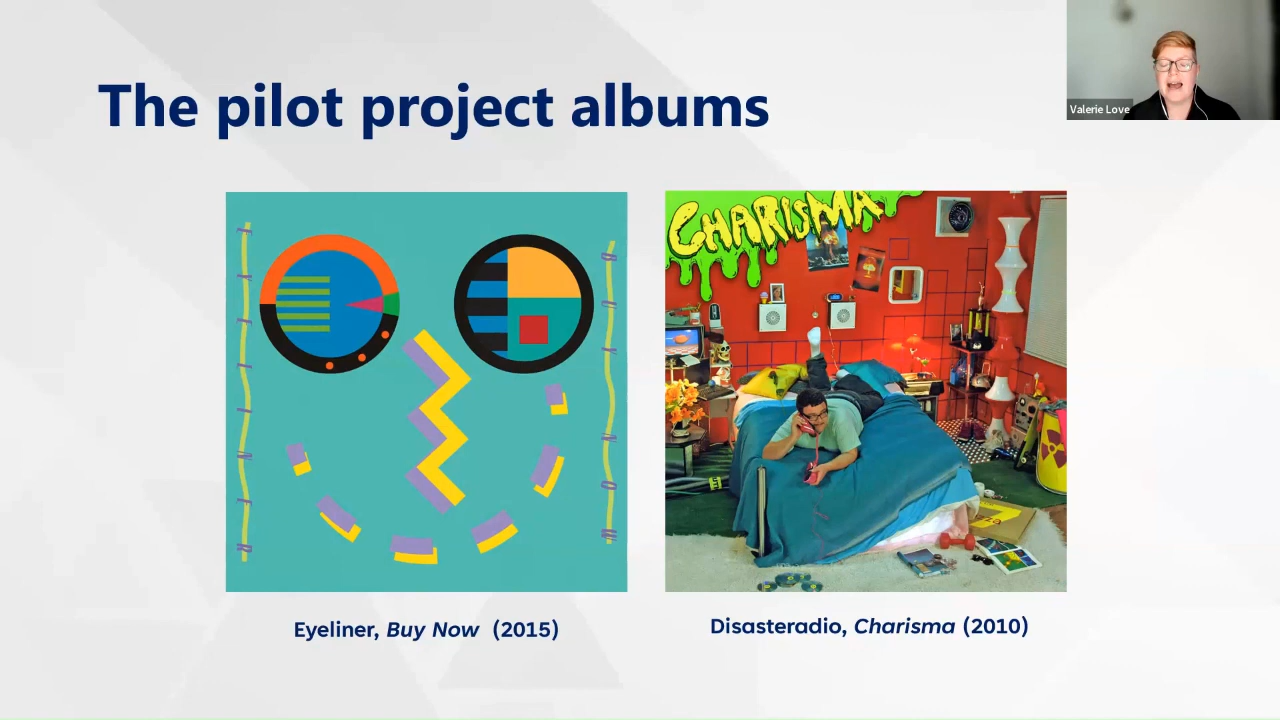 The pilot project albums
Valerie Love
CHARISMA
Eyeliner, Buy Now (2015)
Disasteradio, Charisma (2010)